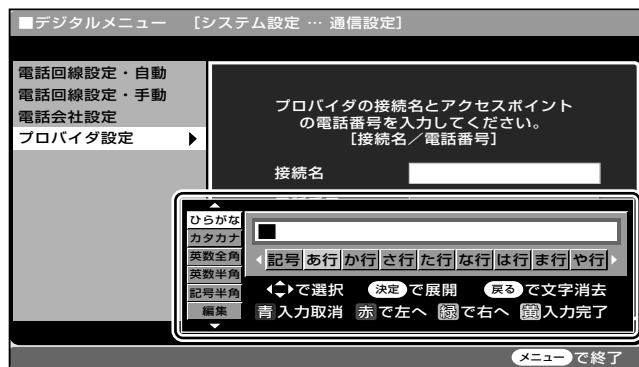 ■デジタルメニュー [システム設定 … 通信設定]
電話回線設定・自動
電話回線設定・手動
電話会社設定
プロバイダ設定
プロバイダの接続名とアクセスポイント
の電話番号を入力してください。
[接続名／電話番号]
接続名
ひらがな
カタカナ
英数全角
英数半角
記号半角
編集
記号 あ行 か行 さ行 た行 な行 は行 ま行 や行
で選択 決定 で展開 戻る で文字消去
青 入力取消 赤 で左へ 緑 で右へ 黄 入力完了
メニュー で終了